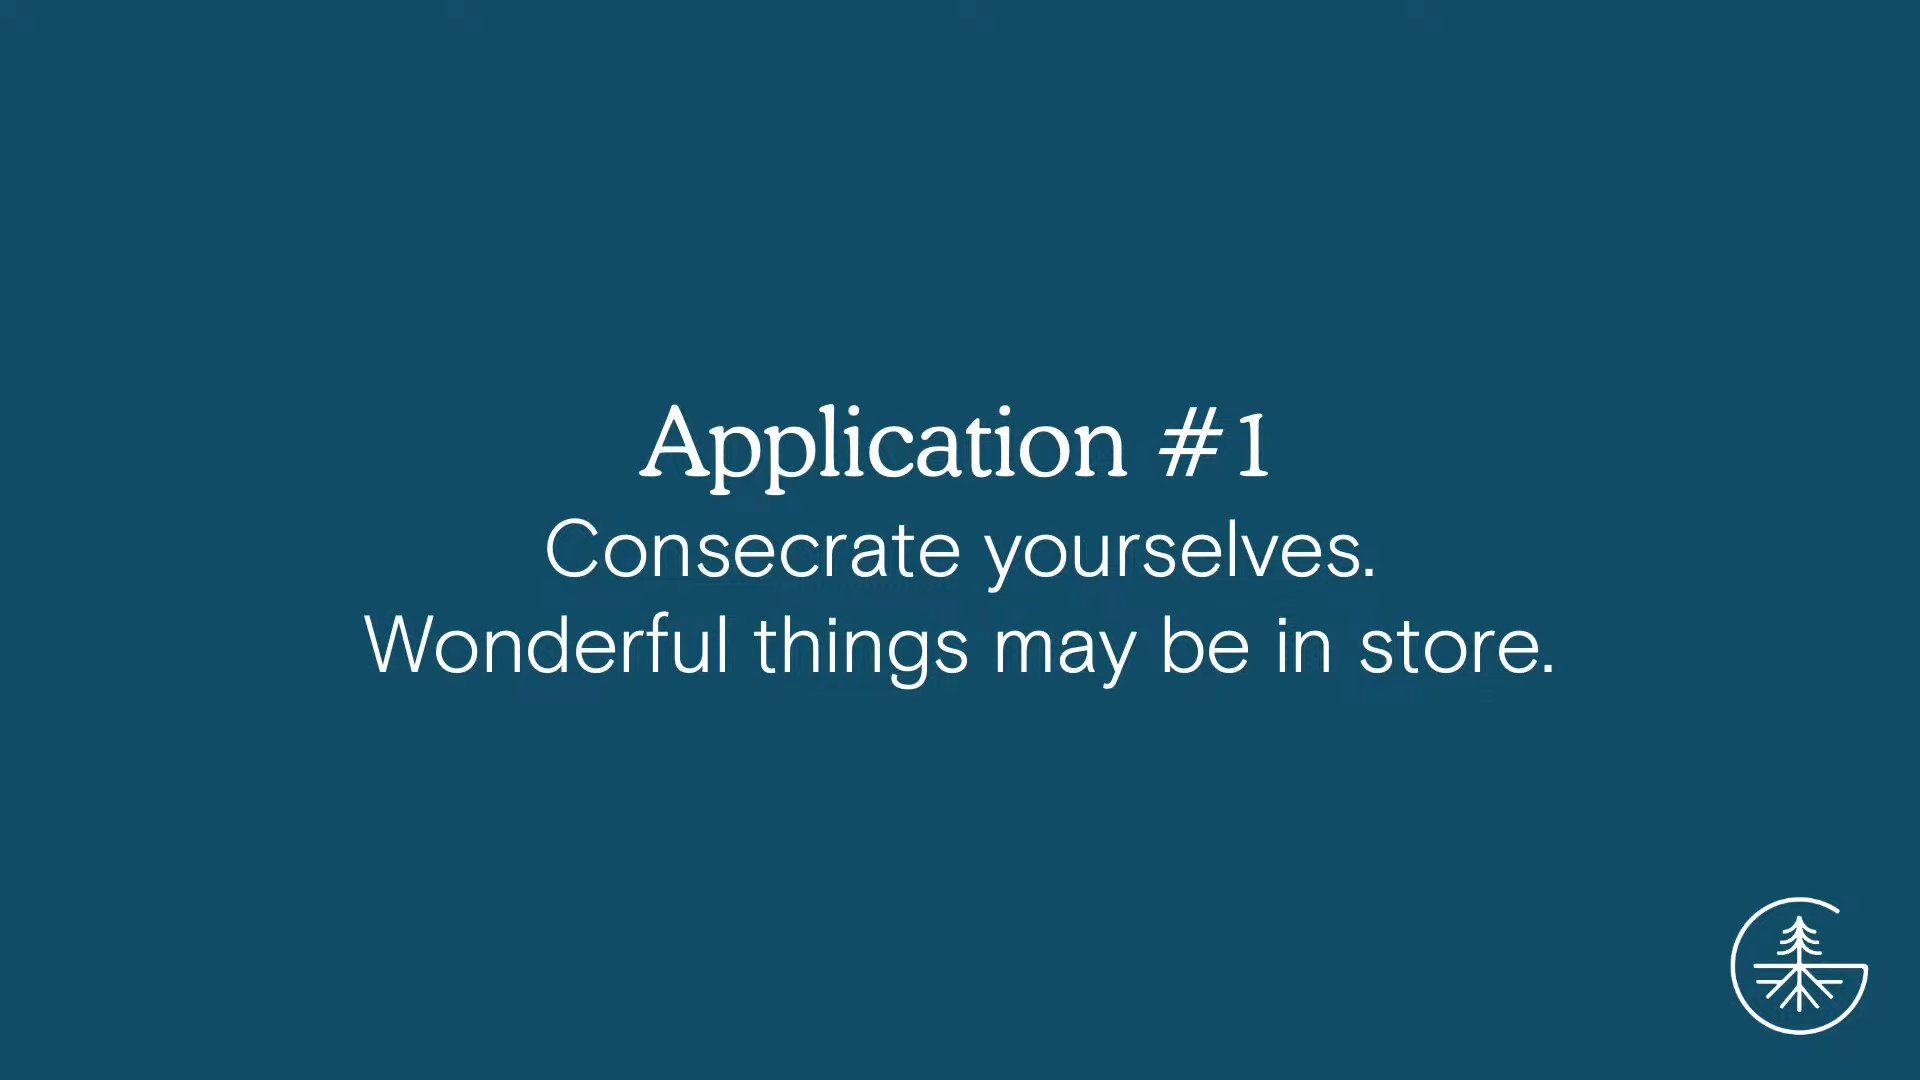 Application #1
Consecrate yourselves.
Wonderful things may be in store.